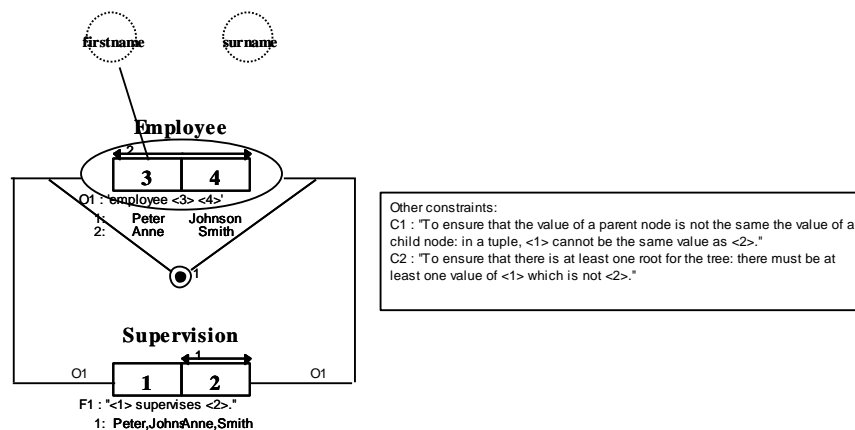 firstname surname
Employee
2
3 4
O1 : 'employee <3> <4>'
1: Peter Johnson
2: Anne Smith
1
Other constraints:
C1 : "To ensure that the value of a parent node is not the same the value of a
child node: in a tuple, <1> cannot be the same value as <2>."
C2 : "To ensure that there is at least one root for the tree: there must be at
least one value of <1> which is not <2>."
Supervision
1
O1 1 2 O1
F1 : "<1> supervises <2>."
1: Peter,Johns Anne,Smith